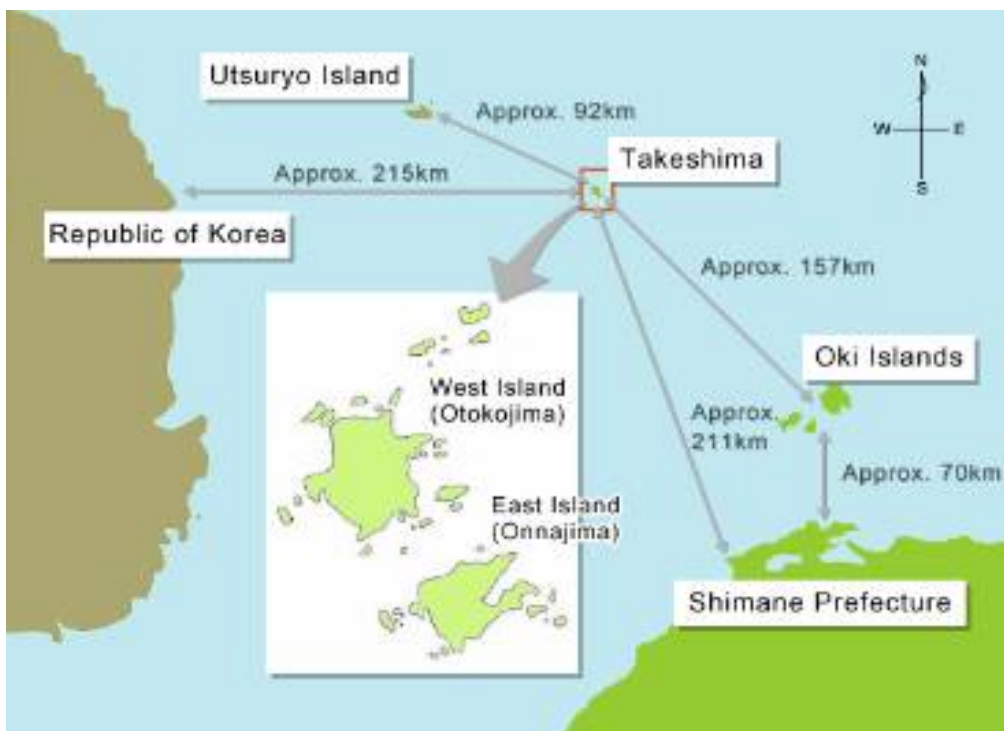 N
W
E
S
Utsuryo Island
Approx. 92km
Takeshima
Approx. 215km
Republic of Korea
Approx. 157km
Oki Islands
West Island
(Otokojima)
Approx.
211km
Approx. 70km
East Island
(Onnajima)
Shimane Prefecture